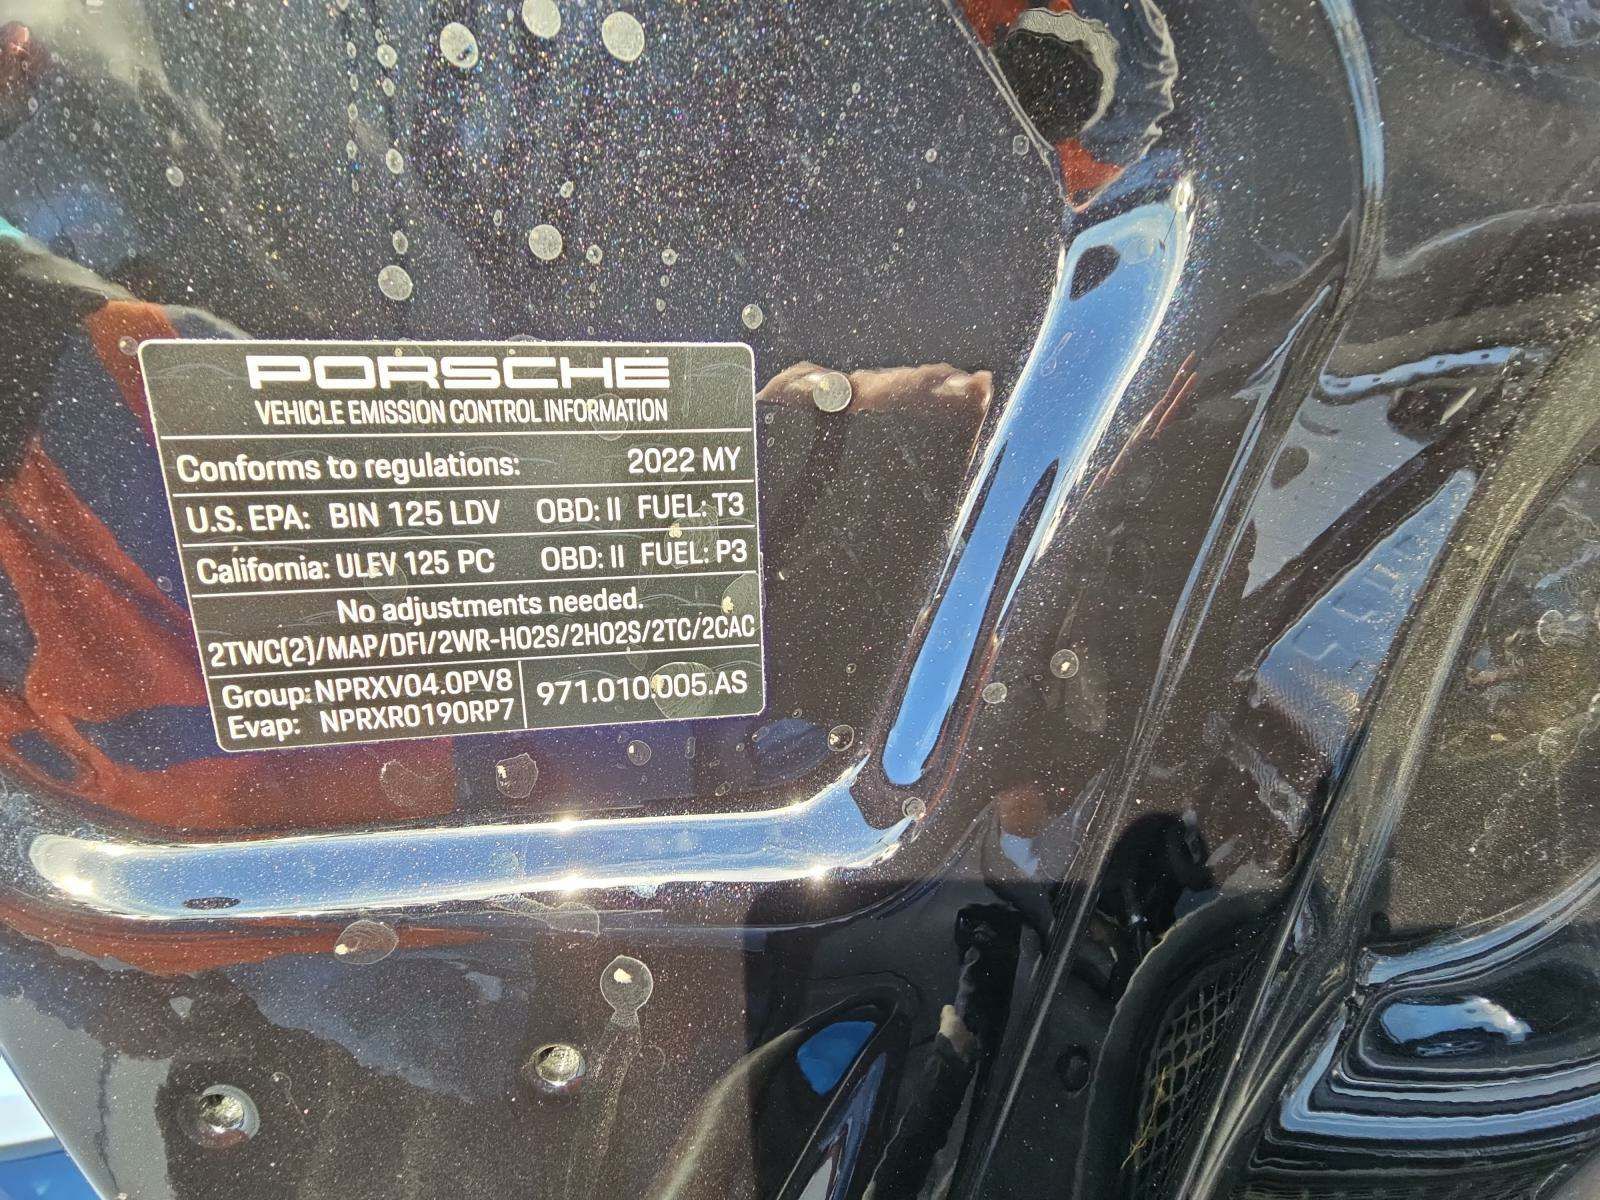 PORSCHE
VEHICLE EMISSION CONTROL INFORMATION
Conforms to regulations: 2022 MY
U.S. EPA: BIN 125 LDV OBD: II FUEL: T3
California: ULEV 125 PC OBD: II FUEL: P3
No adjustments needed.
2TWC(2)/MAP/DFI/2WR-HO2S/2HO2S/2TC/2CAC
Group: NPRXV04.0PV8
Evap: NPRXR0190RP7
971.010.005.AS